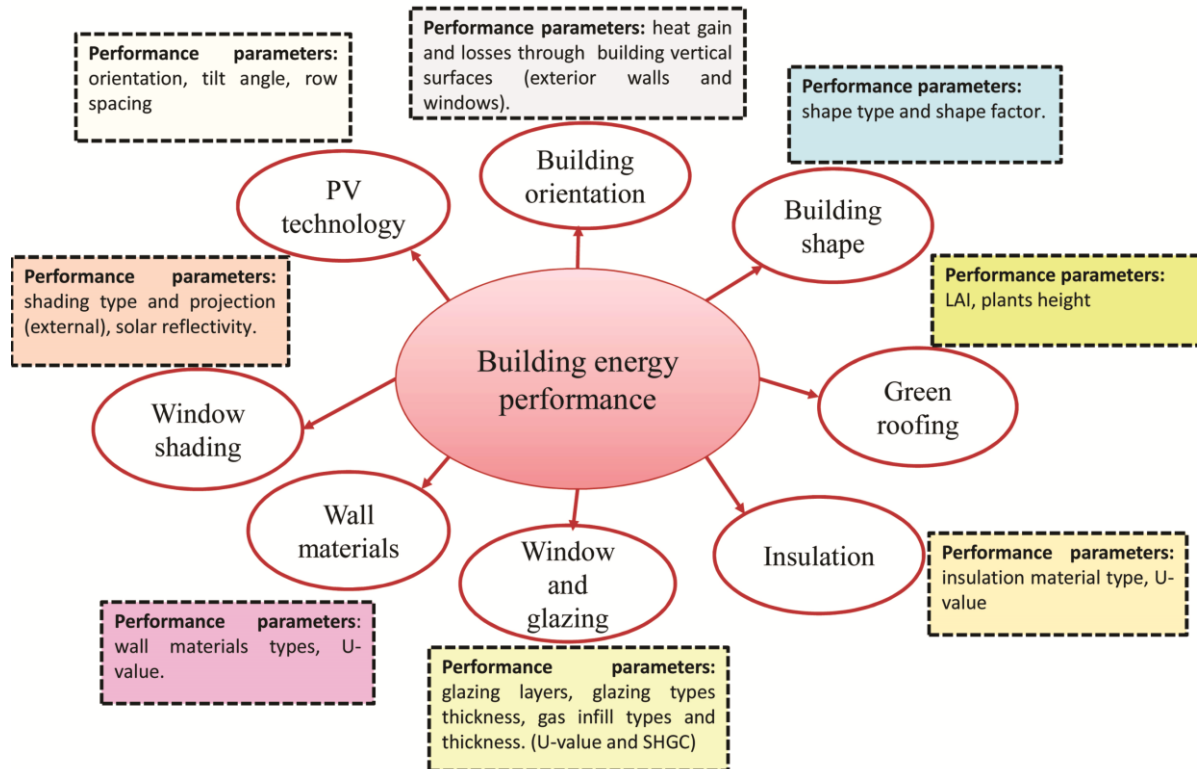 Performance parameters: heat gain
and losses through building vertical
surfaces (exterior walls and
windows).
Performance parameters:
orientation, tilt angle, row
spacing
Performance parameters:
shape type and shape factor.
Building
orientation
PV
technology
Building
shape
Performance parameters:
shading type and projection
(external), solar reflectivity.
Performance parameters:
LAI, plants height
Building energy
performance
Window
shading
Green
roofing
Wall
materials
Window
and
glazing
Insulation
Performance parameters:
insulation material type, U-
value
Performance parameters:
wall materials types, U-
value.
Performance parameters:
glazing layers, glazing types
thickness, gas infill types and
thickness. (U-value and SHGC)